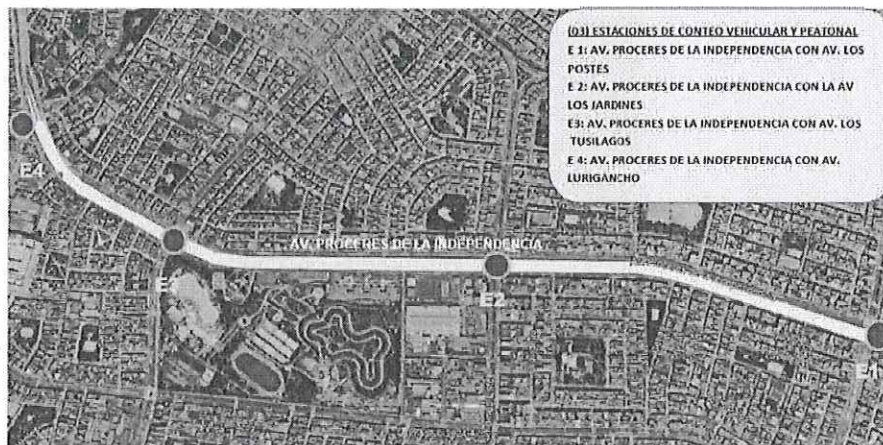 (03) ESTACIONES DE CONTEO VEHICULAR Y PEATONAL
E 1: AV. PROCERES DE LA INDEPENDENCIA CON AV. LOS
POSTES
E 2: AV. PROCERES DE LA INDEPENDENCIA CON LA AV
LOS JARDINES
E3: AV. PROCERES DE LA INDEPENDENCIA CON AV. LOS
TUSILAGOS
E 4: AV. PROCERES DE LA INDEPENDENCIA CON AV.
LURIGANCHO
E4
AV. PROCERES DE LA INDEPENDENCIA
E2
E1